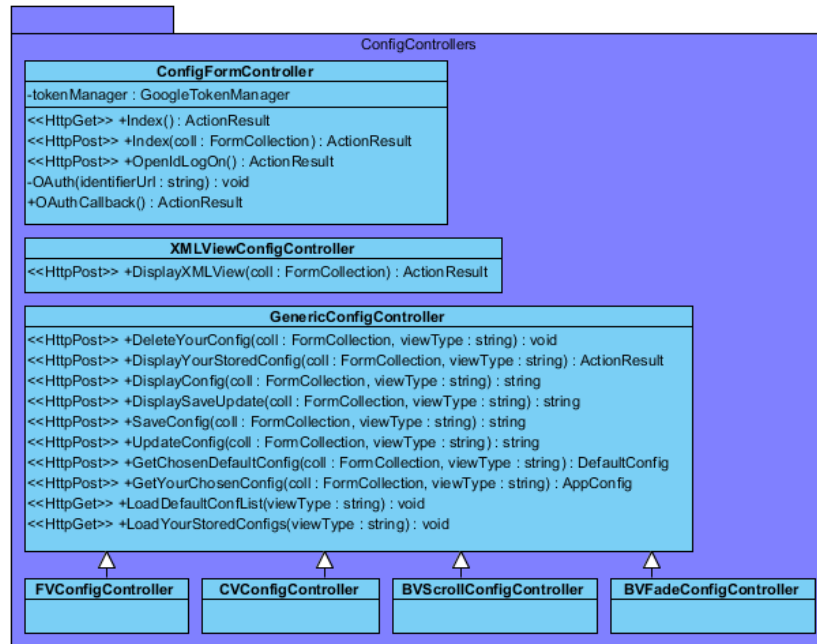 ConfigControllers
ConfigFormController
-tokenManager : GoogleTokenManager
<<HttpGet>> +Index() : ActionResult
<<HttpPost>> +Index(coll : FormCollection) : ActionResult
<<HttpPost>> +OpenIdLogOn() : ActionResult
-OAuth(identifierUrl : string) : void
+OAuthCallback() : ActionResult
XMLViewConfigController
<<HttpPost>> +DisplayXMLView(coll : FormCollection) : ActionResult
GenericConfigController
<<HttpPost>> +DeleteYourConfig(coll : FormCollection, viewType : string) : void
<<HttpPost>> +DisplayYourStoredConfig(coll : FormCollection, viewType : string) : ActionResult
<<HttpPost>> +DisplayConfig(coll : FormCollection, viewType : string) : string
<<HttpPost>> +DisplaySaveUpdate(coll : FormCollection, viewType : string) : string
<<HttpPost>> +SaveConfig(coll : FormCollection, viewType : string) : string
<<HttpPost>> +UpdateConfig(coll : FormCollection, viewType : string) : string
<<HttpPost>> +GetChosenDefaultConfig(coll : FormCollection, viewType : string) : DefaultConfig
<<HttpPost>> +GetYourChosenConfig(coll : FormCollection, viewType : string) : AppConfig
<<HttpGet>> +LoadDefaultConfList(viewType : string) : void
<<HttpGet>> +LoadYourStoredConfigs(viewType : string) : void
FVConfigController
CVConfigController
BVScrollConfigController
BVFadeConfigController